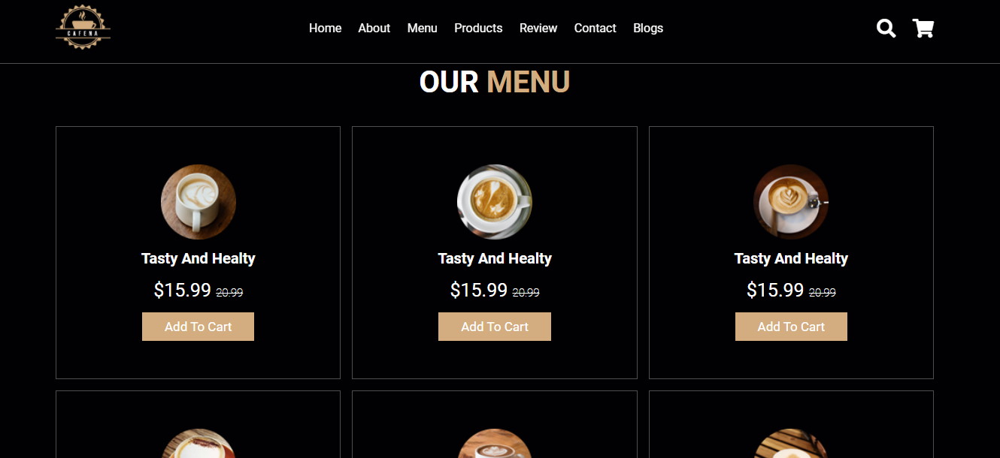 CAFENA
Home About Menu Products Review Contact Blogs
OUR MENU
Tasty And Healty
$15.99 20.99
Add To Cart
Tasty And Healty
$15.99 20.99
Add To Cart
Tasty And Healty
$15.99 20.99
Add To Cart